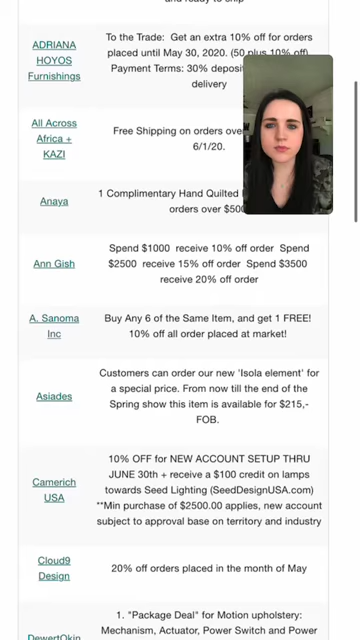 and ready to ship
ADRIANA
HOYOS
Furnishings
To the Trade: Get an extra 10% off for orders
placed until May 30, 2020. (50 plus 10% off)
Payment Terms: 30% deposi
delivery
All Across
Africa +
KAZI
Free Shipping on orders ove
6/1/20.
Anaya
1 Complimentary Hand Quilted
orders over $500
Ann Gish
Spend $1000 receive 10% off order Spend
$2500 receive 15% off order Spend $3500
receive 20% off order
A. Sanoma
Inc
Buy Any 6 of the Same Item, and get 1 FREE!
10% off all order placed at market!
Asiades
Customers can order our new 'Isola element' for
a special price. From now till the end of the
Spring show this item is available for $215,-
FOB.
Camerich
USA
10% OFF for NEW ACCOUNT SETUP THRU
JUNE 30th + receive a $100 credit on lamps
towards Seed Lighting (SeedDesignUSA.com)
**Min purchase of $2500.00 applies, new account
subject to approval base on territory and industry
Cloud9
Design
20% off orders placed in the month of May
DewertOkin
1. "Package Deal" for Motion upholstery:
Mechanism, Actuator, Power Switch and Power